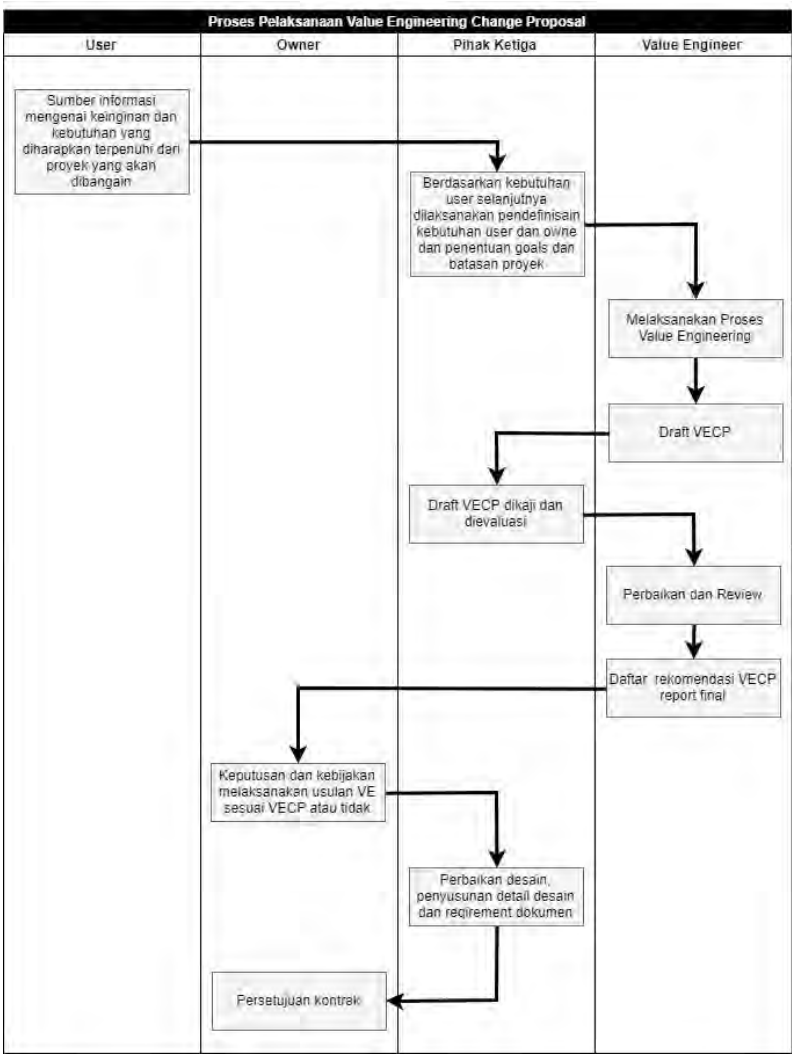 Proses Pelaksanaan Value Engineering Change Proposal
User
Owner
Pihak Ketiga
Value Engineer
Sumber informasi
mengenai keinginan dan
kebutuhan yang
diharapkan terpenuhi dari
proyek yang akan
dibangain
Berdasarkan kebutuhan
user selanjutnya
dilaksanakan pendefinisain
kebutuhan user dan owne
dan penentuan goals dan
batasan proyek
Melaksanakan Proses
Value Engineering
Draft VECP
Draft VECP dikaji dan
dievaluasi
Perbaikan dan Review
Daftar rekomendasi VECP
report final
Keputusan dan kebijakan
melaksanakan usulan VE
sesuai VECP atau tidak
Perbaikan desain,
penyusunan detail desain
dan reqirement dokumen
Persetujuan kontrak